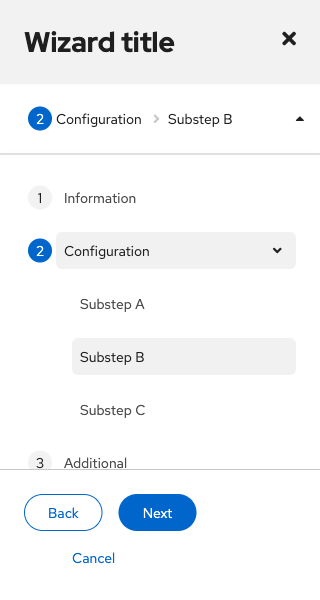 Wizard title
2 Configuration Substep B
1 Information
2 Configuration
Substep A
Substep B
Substep C
3 Additional
Back Next
Cancel